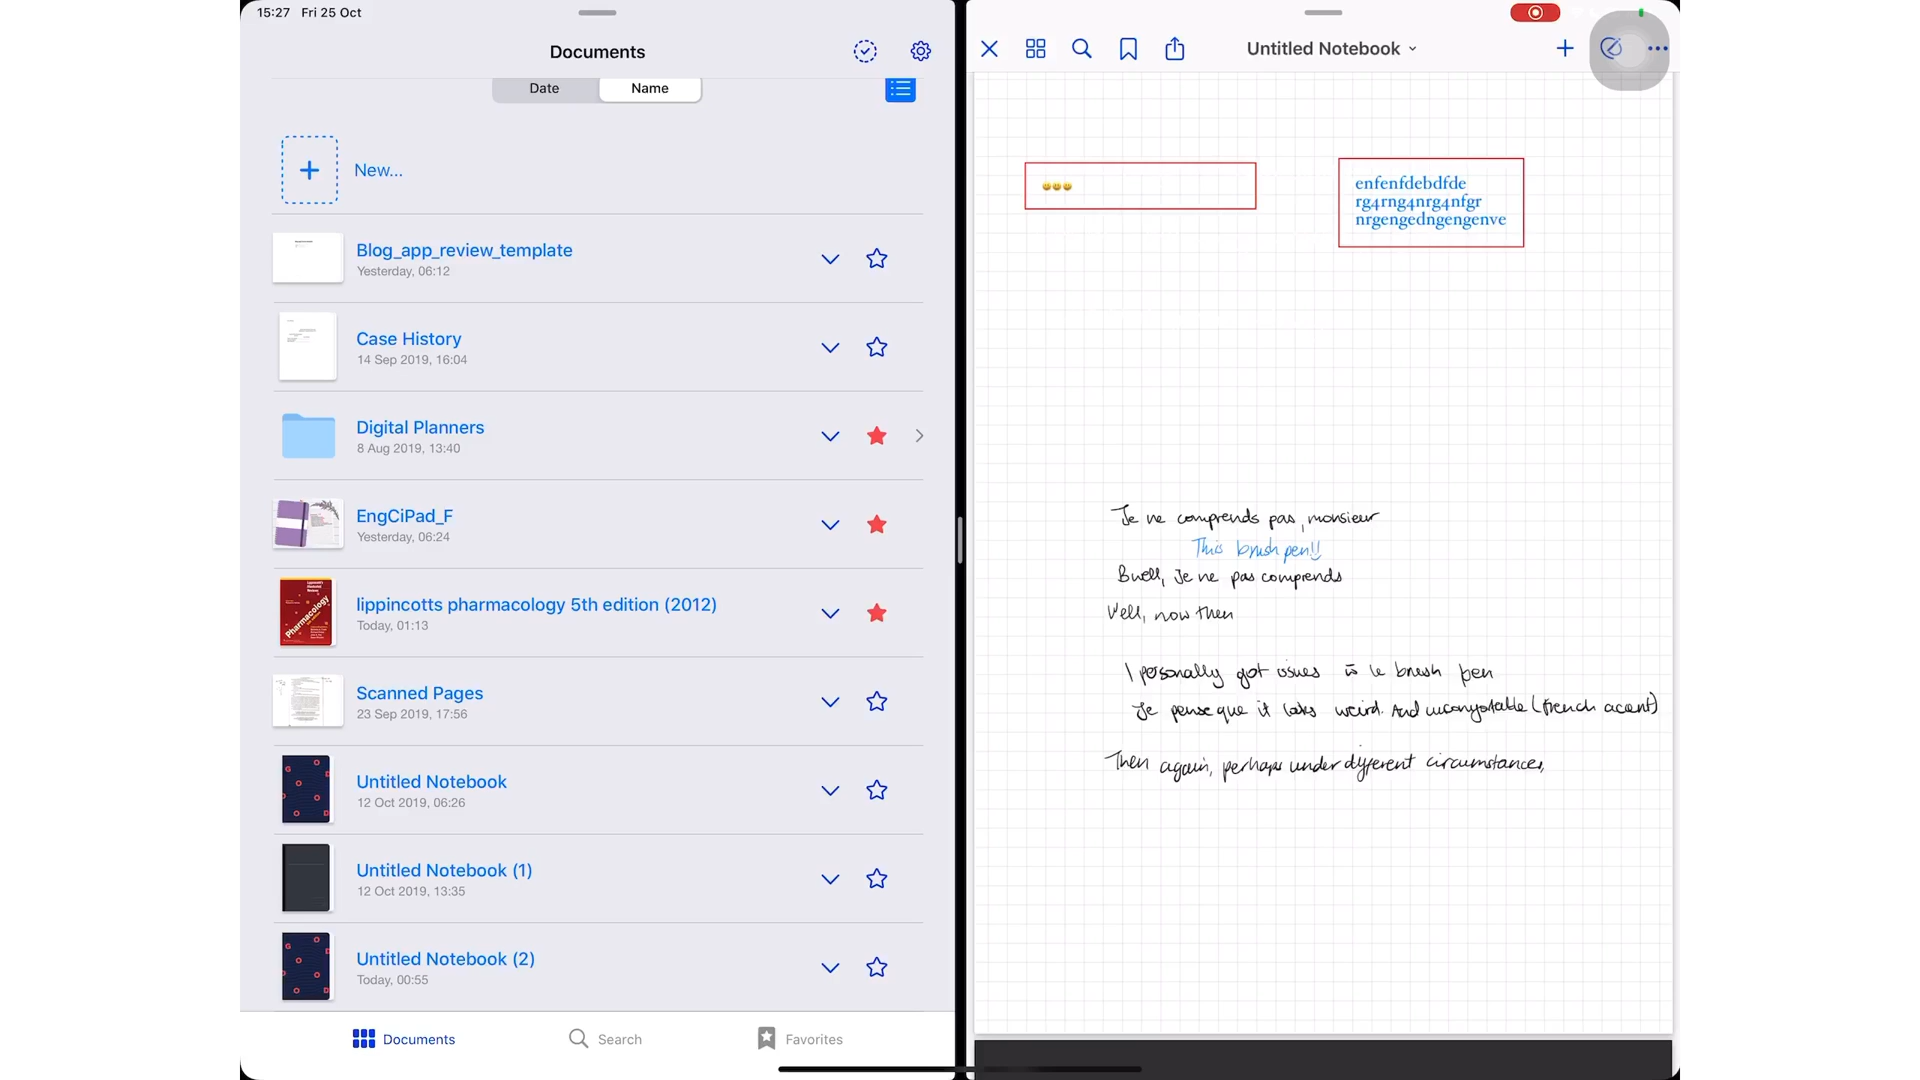 15:27 Fri 25 Oct
Documents
Date Name
New...
Blog_app_review_template
Yesterday, 06:12
Case History
14 Sep 2019, 16:04
Digital Planners
8 Aug 2019, 13:40
EngCiPad_F
Yesterday, 06:24
Pharmacology
lippincotts pharmacology 5th edition (2012)
Today, 01:13
Scanned Pages
23 Sep 2019, 17:56
Untitled Notebook
12 Oct 2019, 06:26
Untitled Notebook (1)
12 Oct 2019, 13:35
Untitled Notebook (2)
Today, 00:55
Documents Search Favorites
Untitled Notebook
😀😀😀
enfenfdebdfde
rg4rng4nrg4nfgr
nrgengedngengenve
Je ne comprends pas, monsieur
This brush pen!!
Bwell, Je ne pas comprends
Well, now then
I personally got issues le brush pen
Je pense que it looks weird. And uncomfortable (french accent)
Then again, perhaps under different circumstances,